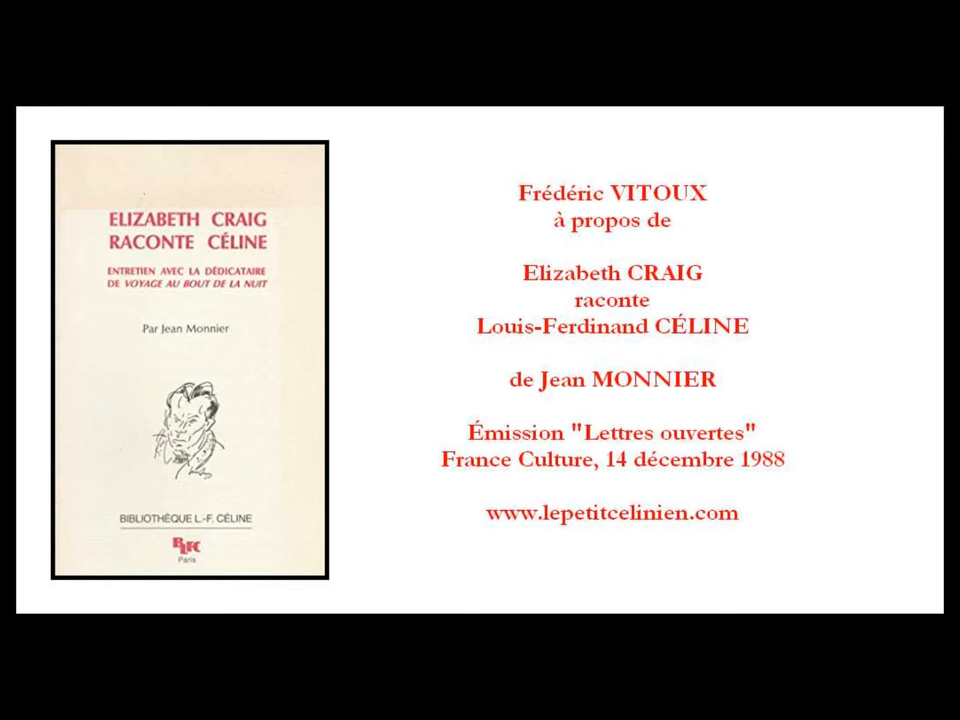 ELIZABETH CRAIG
RACONTE CÉLINE
ENTRETIEN AVEC LA DÉDICATAIRE
DE VOYAGE AU BOUT DE LA NUIT
Par Jean Monnier
BIBLIOTHÈQUE L.-F. CÉLINE
BLFC
Paris
Frédéric VITOUX
à propos de
Elizabeth CRAIG
raconte
Louis-Ferdinand CÉLINE
de Jean MONNIER
Émission "Lettres ouvertes"
France Culture, 14 décembre 1988
www.lepetitcelinien.com